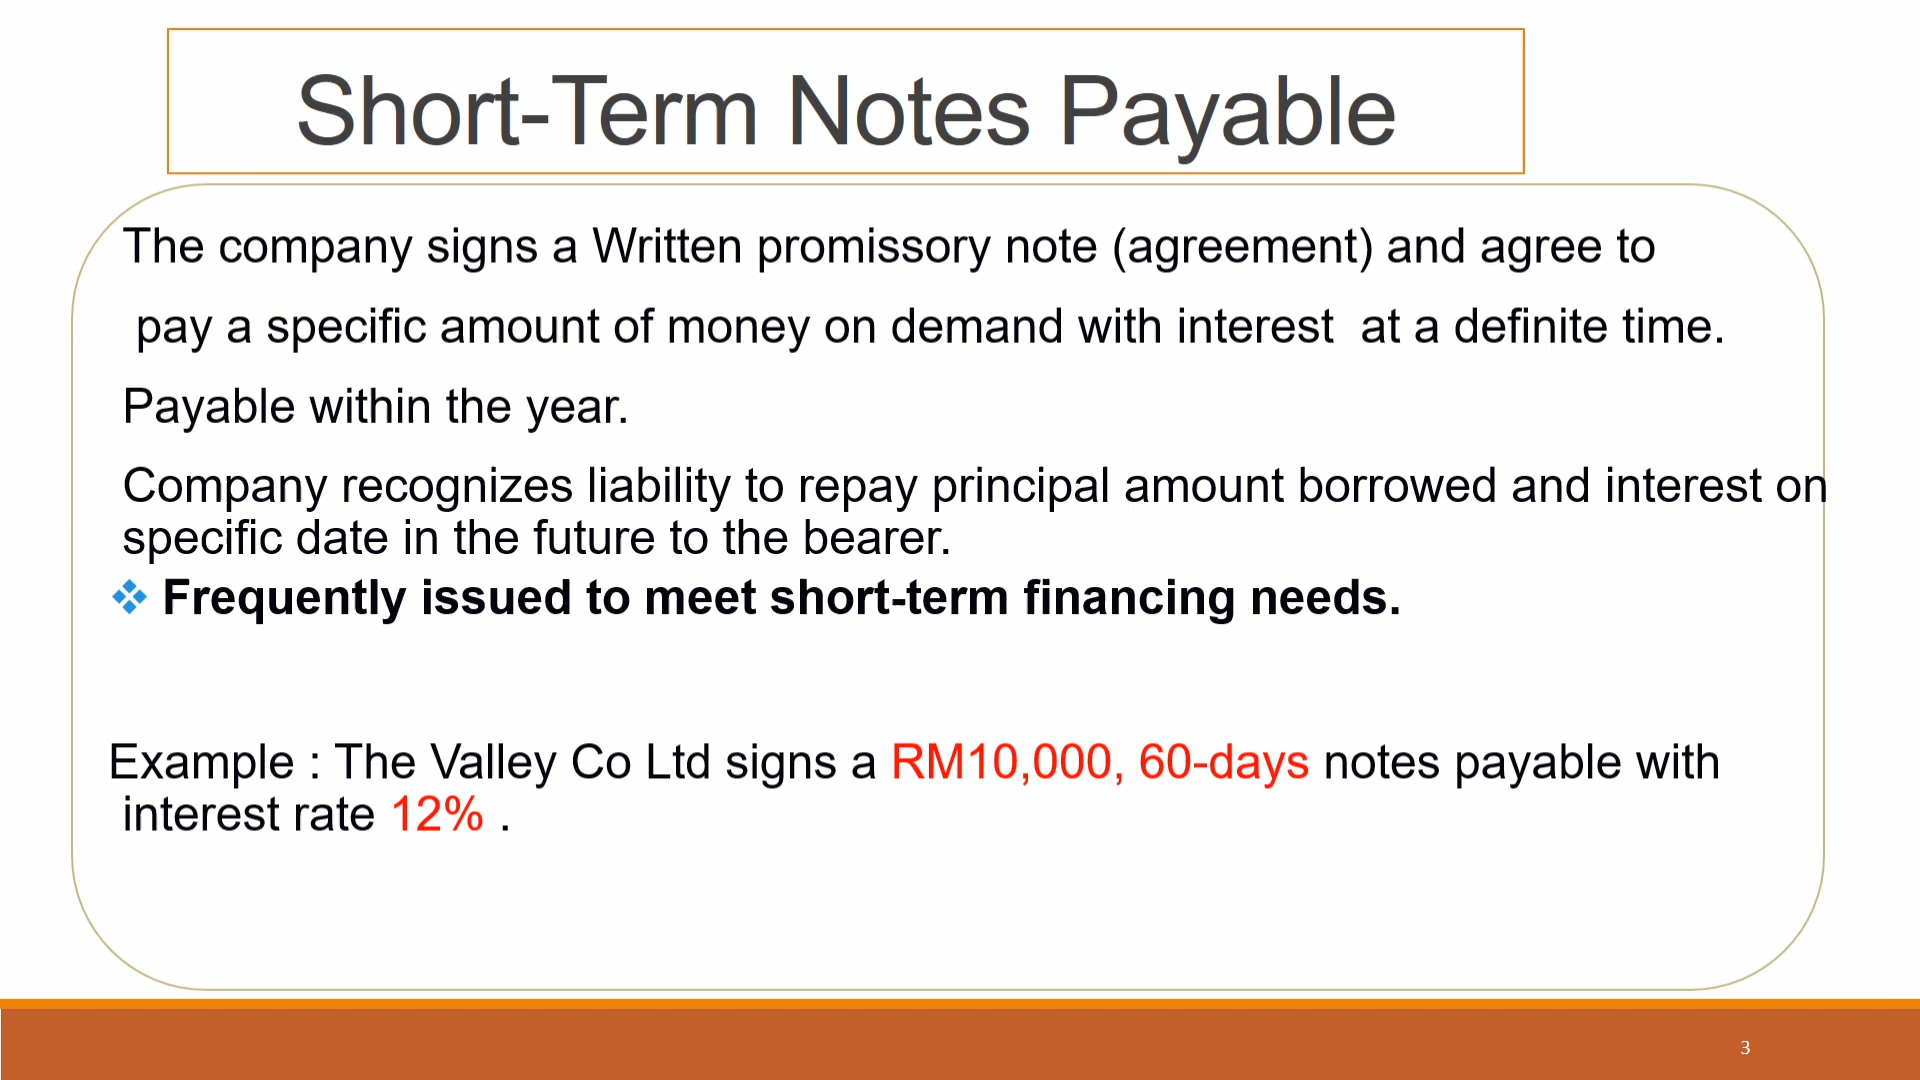 Short-Term Notes Payable
The company signs a Written promissory note (agreement) and agree to
pay a specific amount of money on demand with interest  at a definite time.
Payable within the year.
Company recognizes liability to repay principal amount borrowed and interest on
specific date in the future to the bearer.
❖ Frequently issued to meet short-term financing needs.
Example : The Valley Co Ltd signs a RM10,000, 60-days notes payable with
interest rate 12% .
3